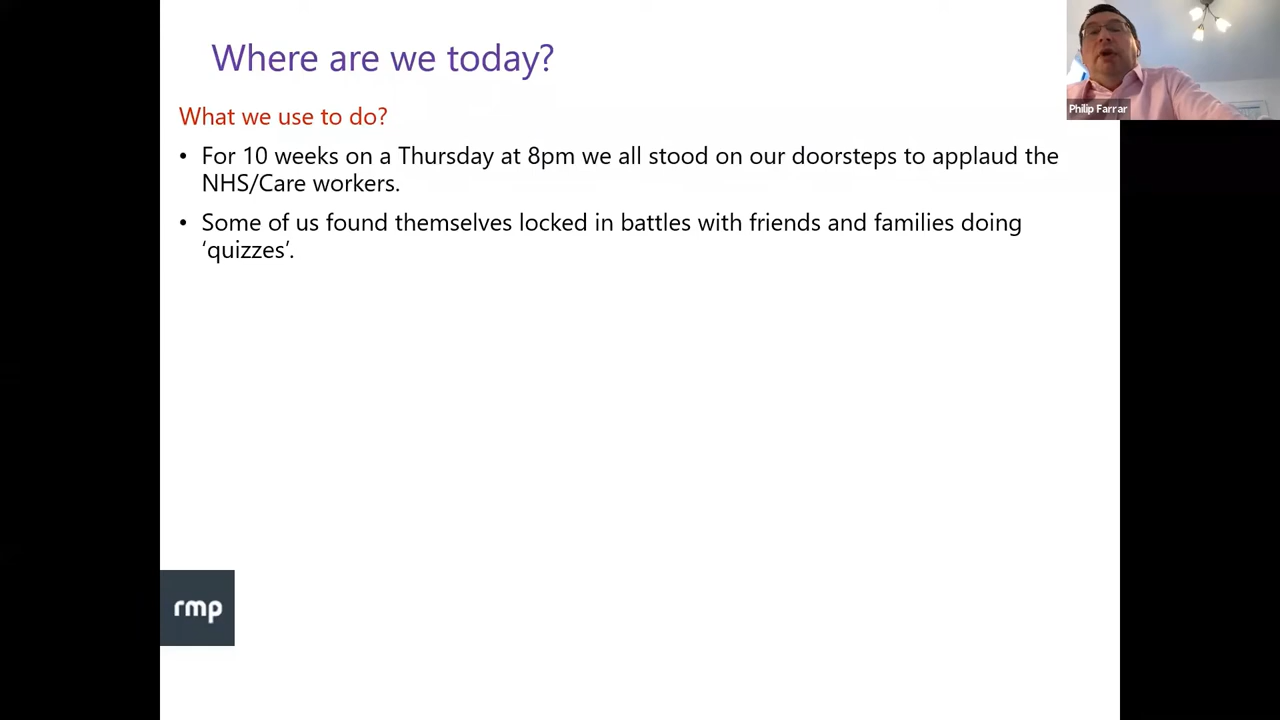 Where are we today?
Philip Farrar
What we use to do?
• For 10 weeks on a Thursday at 8pm we all stood on our doorsteps to applaud the
NHS/Care workers.
• Some of us found themselves locked in battles with friends and families doing
‘quizzes’.
rmp